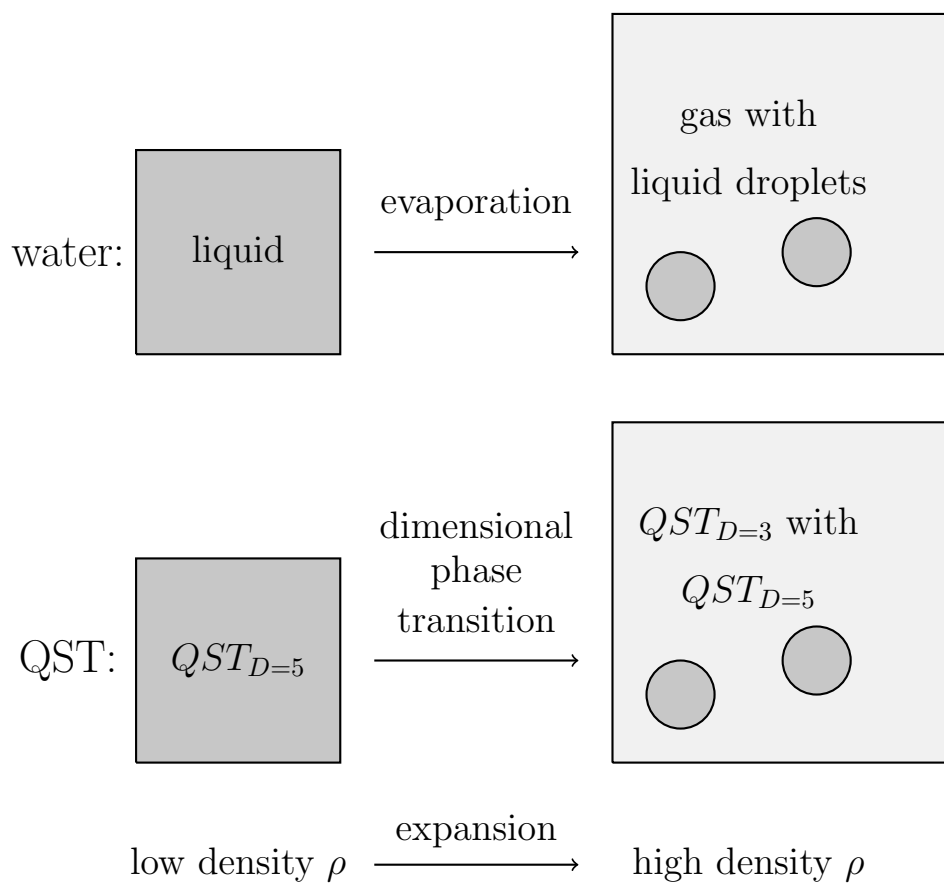 gas with
liquid droplets
water:
liquid
evaporation
QST_{D=3} with
QST_{D=5}
dimensional
phase
transition
QST:
QST_{D=5}
expansion
low density ρ
high density ρ